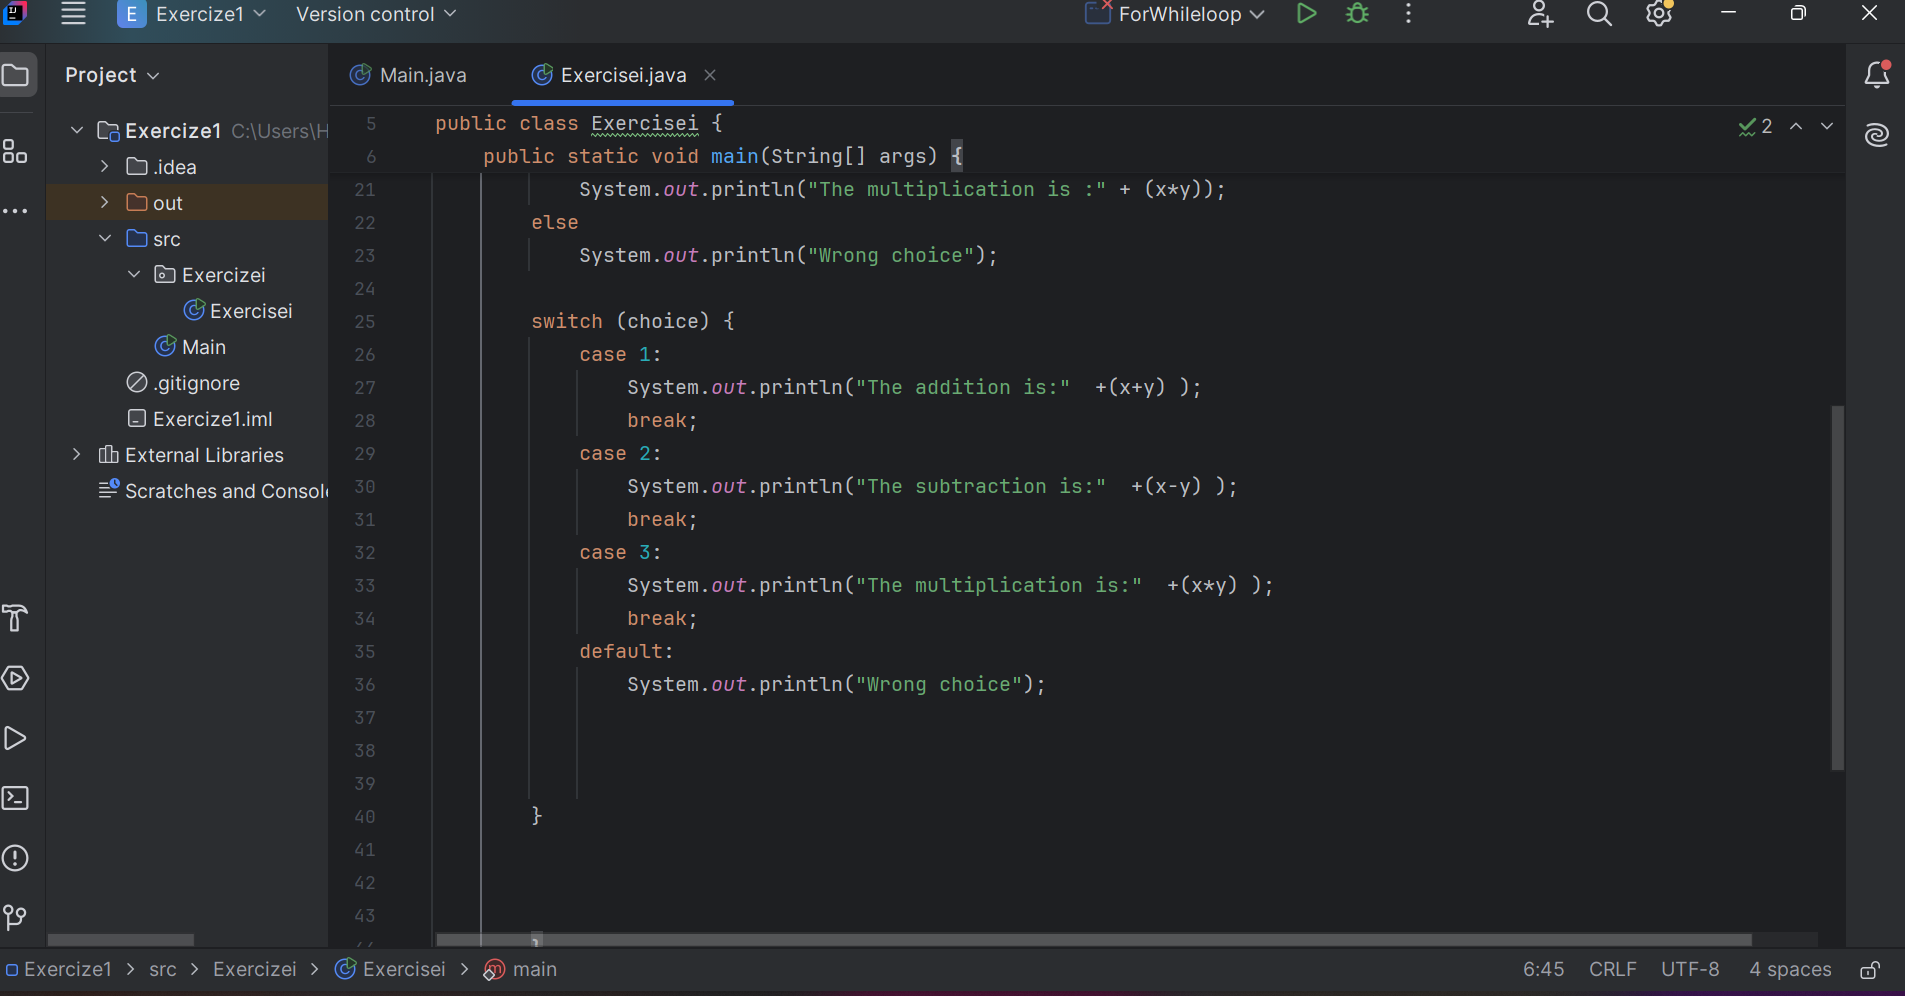 E Exercize1 Version control ForWhileloop
Project
Main.java Exercisei.java
Exercize1 C:\Users\H
.idea
out
src
Exercizei
Exercisei
Main
.gitignore
Exercize1.iml
External Libraries
Scratches and Console
5 public class Exercisei {
2
6 public static void main(String[] args) {
21 System.out.println("The multiplication is :" + (x*y));
22 else
23 System.out.println("Wrong choice");
24
25 switch (choice) {
26 case 1:
27 System.out.println("The addition is:"  +(x+y) );
28 break;
29 case 2:
30 System.out.println("The subtraction is:"  +(x-y) );
31 break;
32 case 3:
33 System.out.println("The multiplication is:"  +(x*y) );
34 break;
35 default:
36 System.out.println("Wrong choice");
37
38
39
40 }
41
42
43
Exercize1 > src > Exercizei > Exercisei > main
6:45 CRLF UTF-8 4 spaces